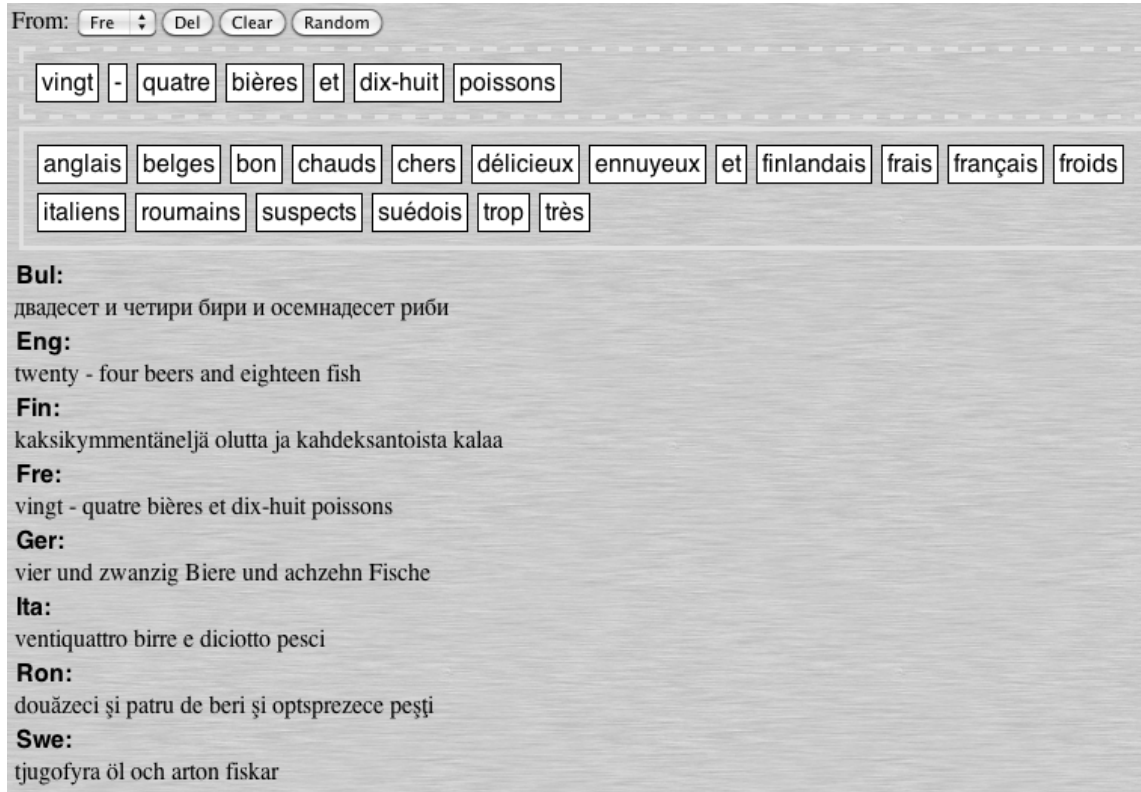 From: Fre Del Clear Random
vingt - quatre bières et dix-huit poissons
anglais belges bon chauds chers délicieux ennuyeux et finlandais frais français froids
italiens roumains suspects suédois trop très
Bul:
двадесет и четири бири и осемнадесет риби
Eng:
twenty - four beers and eighteen fish
Fin:
kaksikymmentäneljä olutta ja kahdeksantoista kalaa
Fre:
vingt - quatre bières et dix-huit poissons
Ger:
vier und zwanzig Biere und achzehn Fische
Ita:
ventiquattro birre e diciotto pesci
Ron:
douăzeci şi patru de beri şi optsprezece peşţi
Swe:
tjugofyra öl och arton fiskar